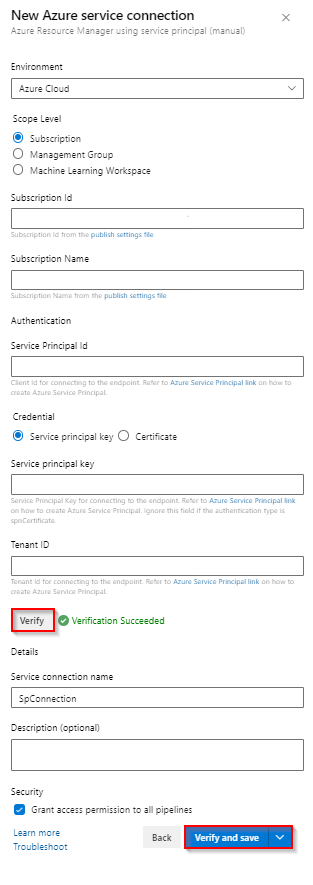 New Azure service connection
Azure Resource Manager using service principal (manual)
Environment
Azure Cloud
Scope Level
Subscription
Management Group
Machine Learning Workspace
Subscription Id
Subscription Id from the publish settings file
Subscription Name
Subscription Name from the publish settings file
Authentication
Service Principal Id
Client Id for connecting to the endpoint. Refer to Azure Service Principal link on how to
create Azure Service Principal.
Credential
Service principal key Certificate
Service principal key
Service Principal Key for connecting to the endpoint. Refer to Azure Service Principal link
on how to create Azure Service Principal. Ignore this field if the authentication type is
spnCertificate.
Tenant ID
Tenant Id for connecting to the endpoint. Refer to Azure Service Principal link on how to
create Azure Service Principal.
Verify Verification Succeeded
Details
Service connection name
SpConnection
Description (optional)
Security
Grant access permission to all pipelines
Learn more
Troubleshoot
Back Verify and save